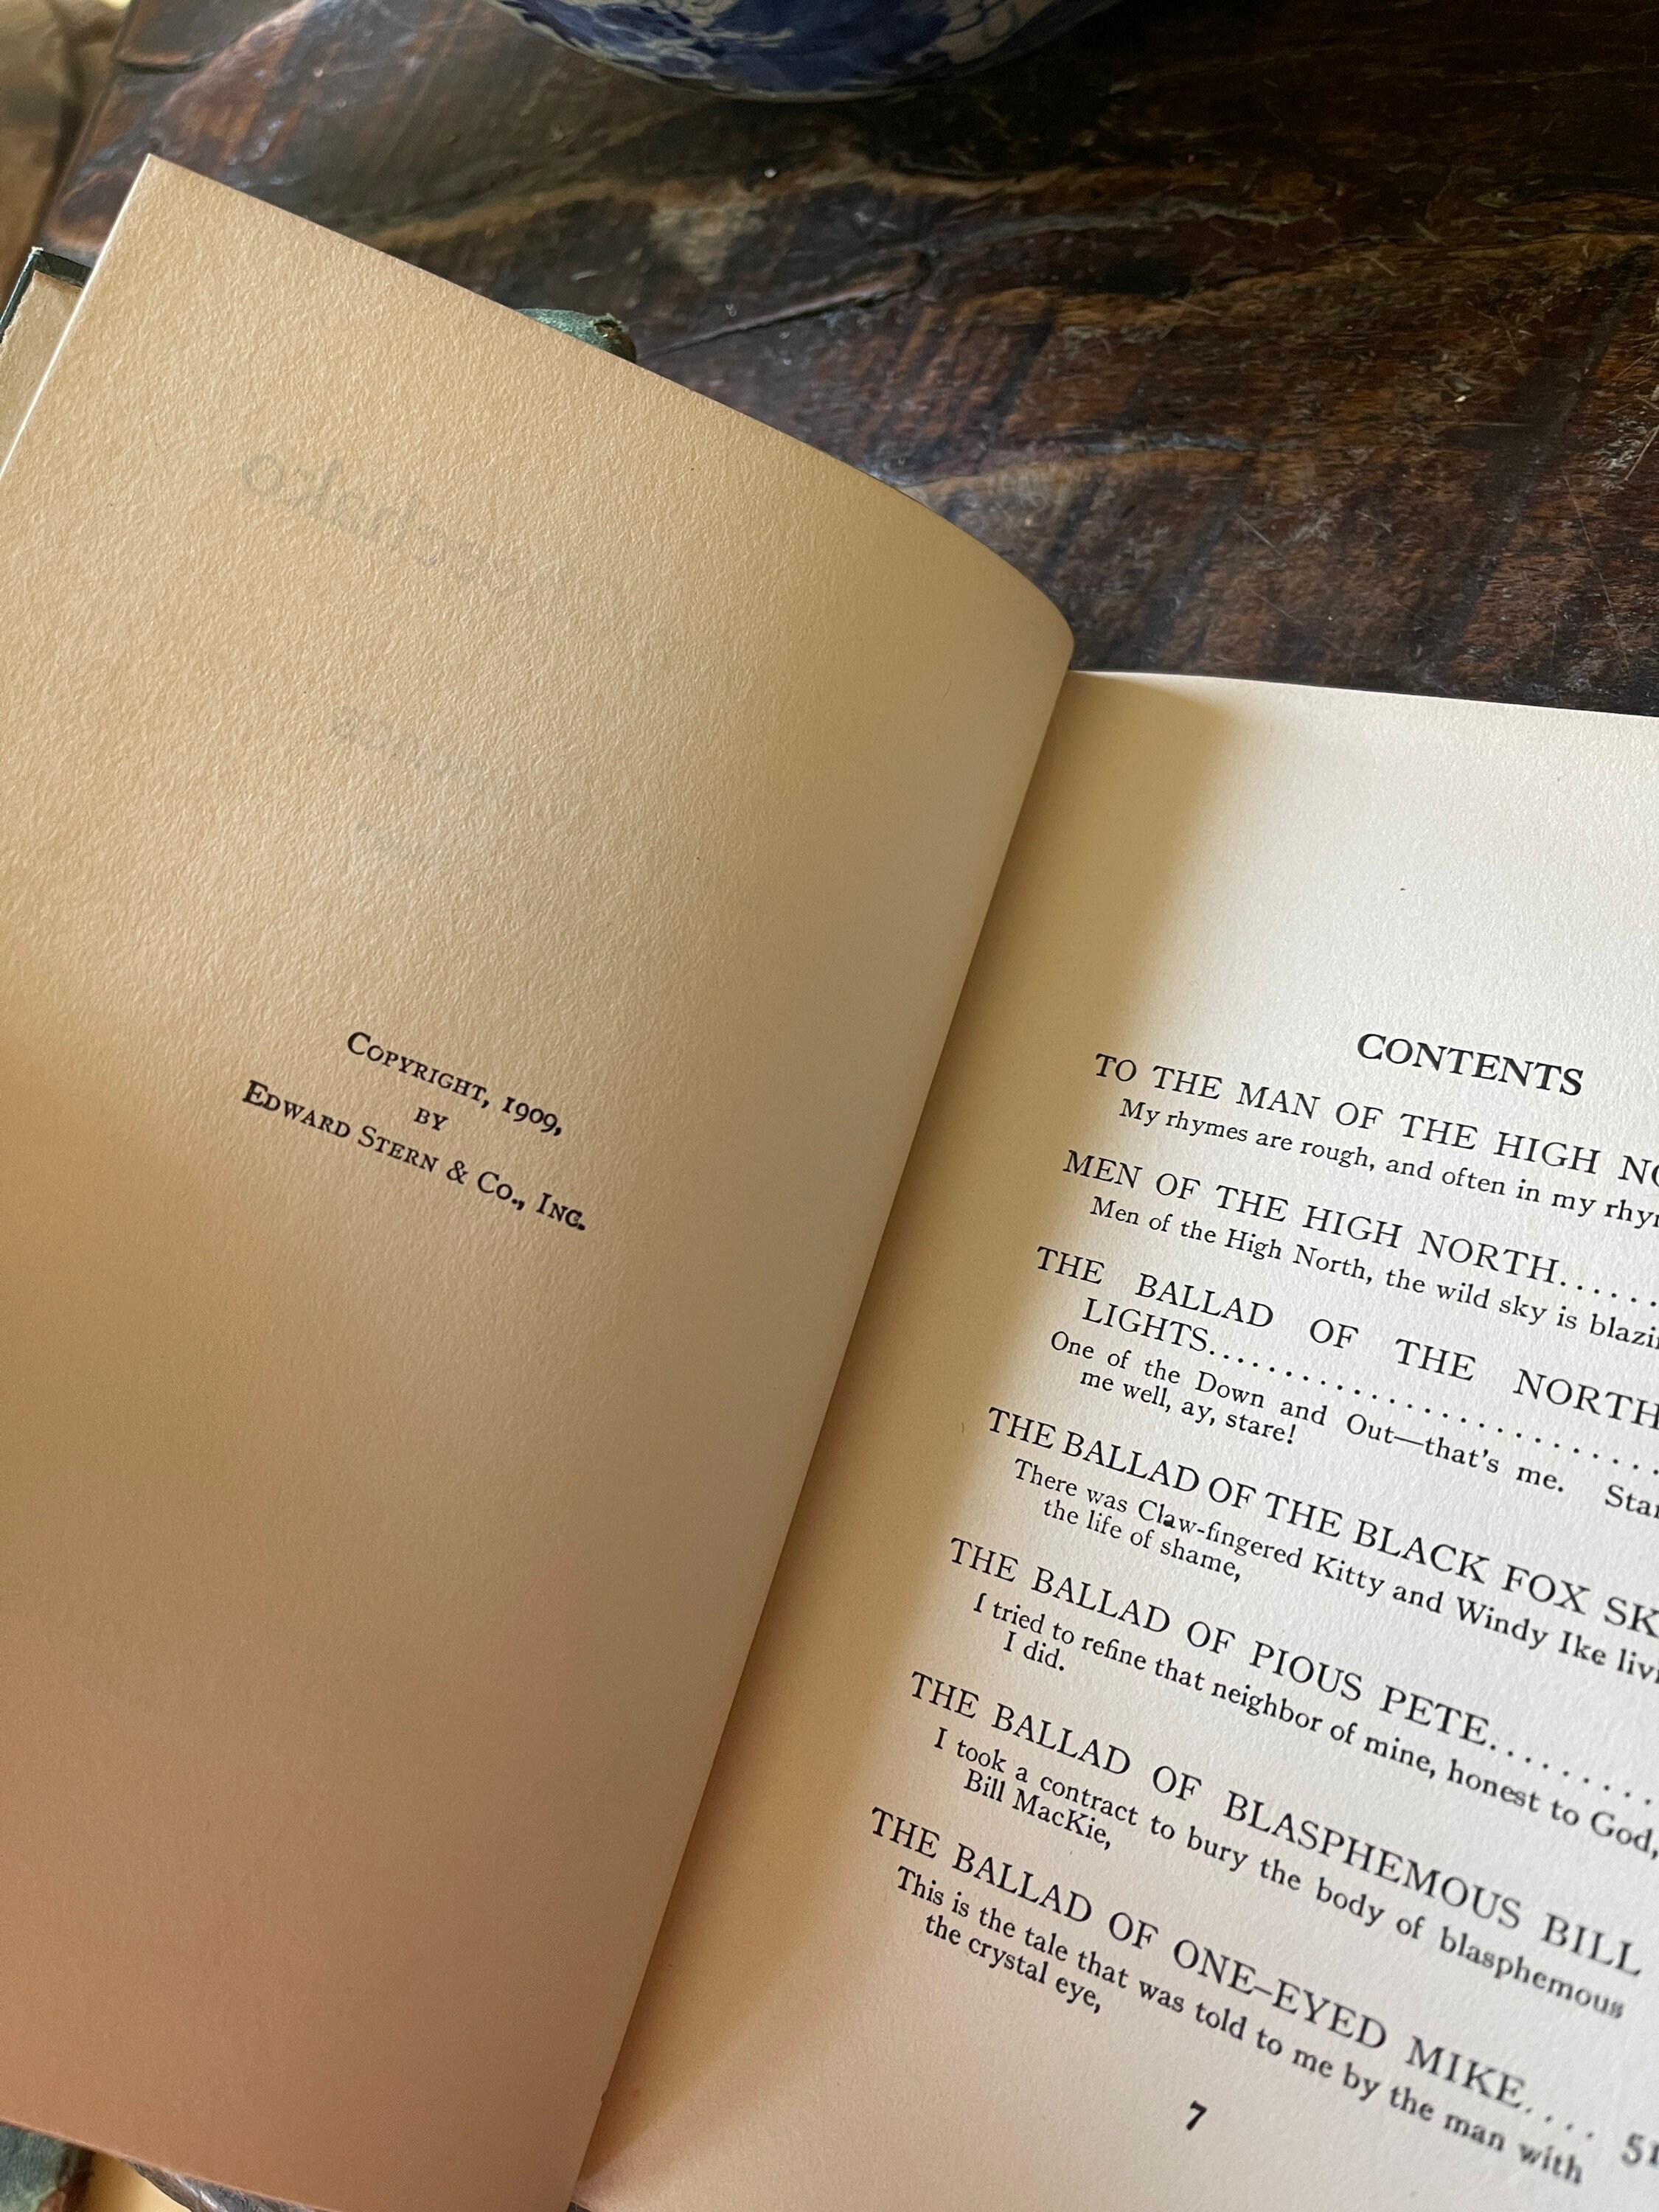 COPYRIGHT, 1909,
BY
EDWARD STERN & CO., INC.
CONTENTS
TO THE MAN OF THE HIGH
My rhymes are rough, and often in my
MEN OF THE HIGH NORTH......
Men of the High North, the wild sky is
THE BALLAD OF THE
LIGHTS....................
One of the Down and Out—that's me.
me well, ay, stare!
THE BALLAD OF THE BLACK FOX
There was Claw-fingered Kitty and Windy Ike
the life of shame,
THE BALLAD OF PIOUS PETE.........
I tried to refine that neighbor of mine, honest to God,
I did.
THE BALLAD OF BLASPHEMOUS BILL
I took a contract to bury the body of blasphemous
Bill MacKie,
THE BALLAD OF ONE-EYED MIKE....
This is the tale that was told to me by the man with
the crystal eye,
7